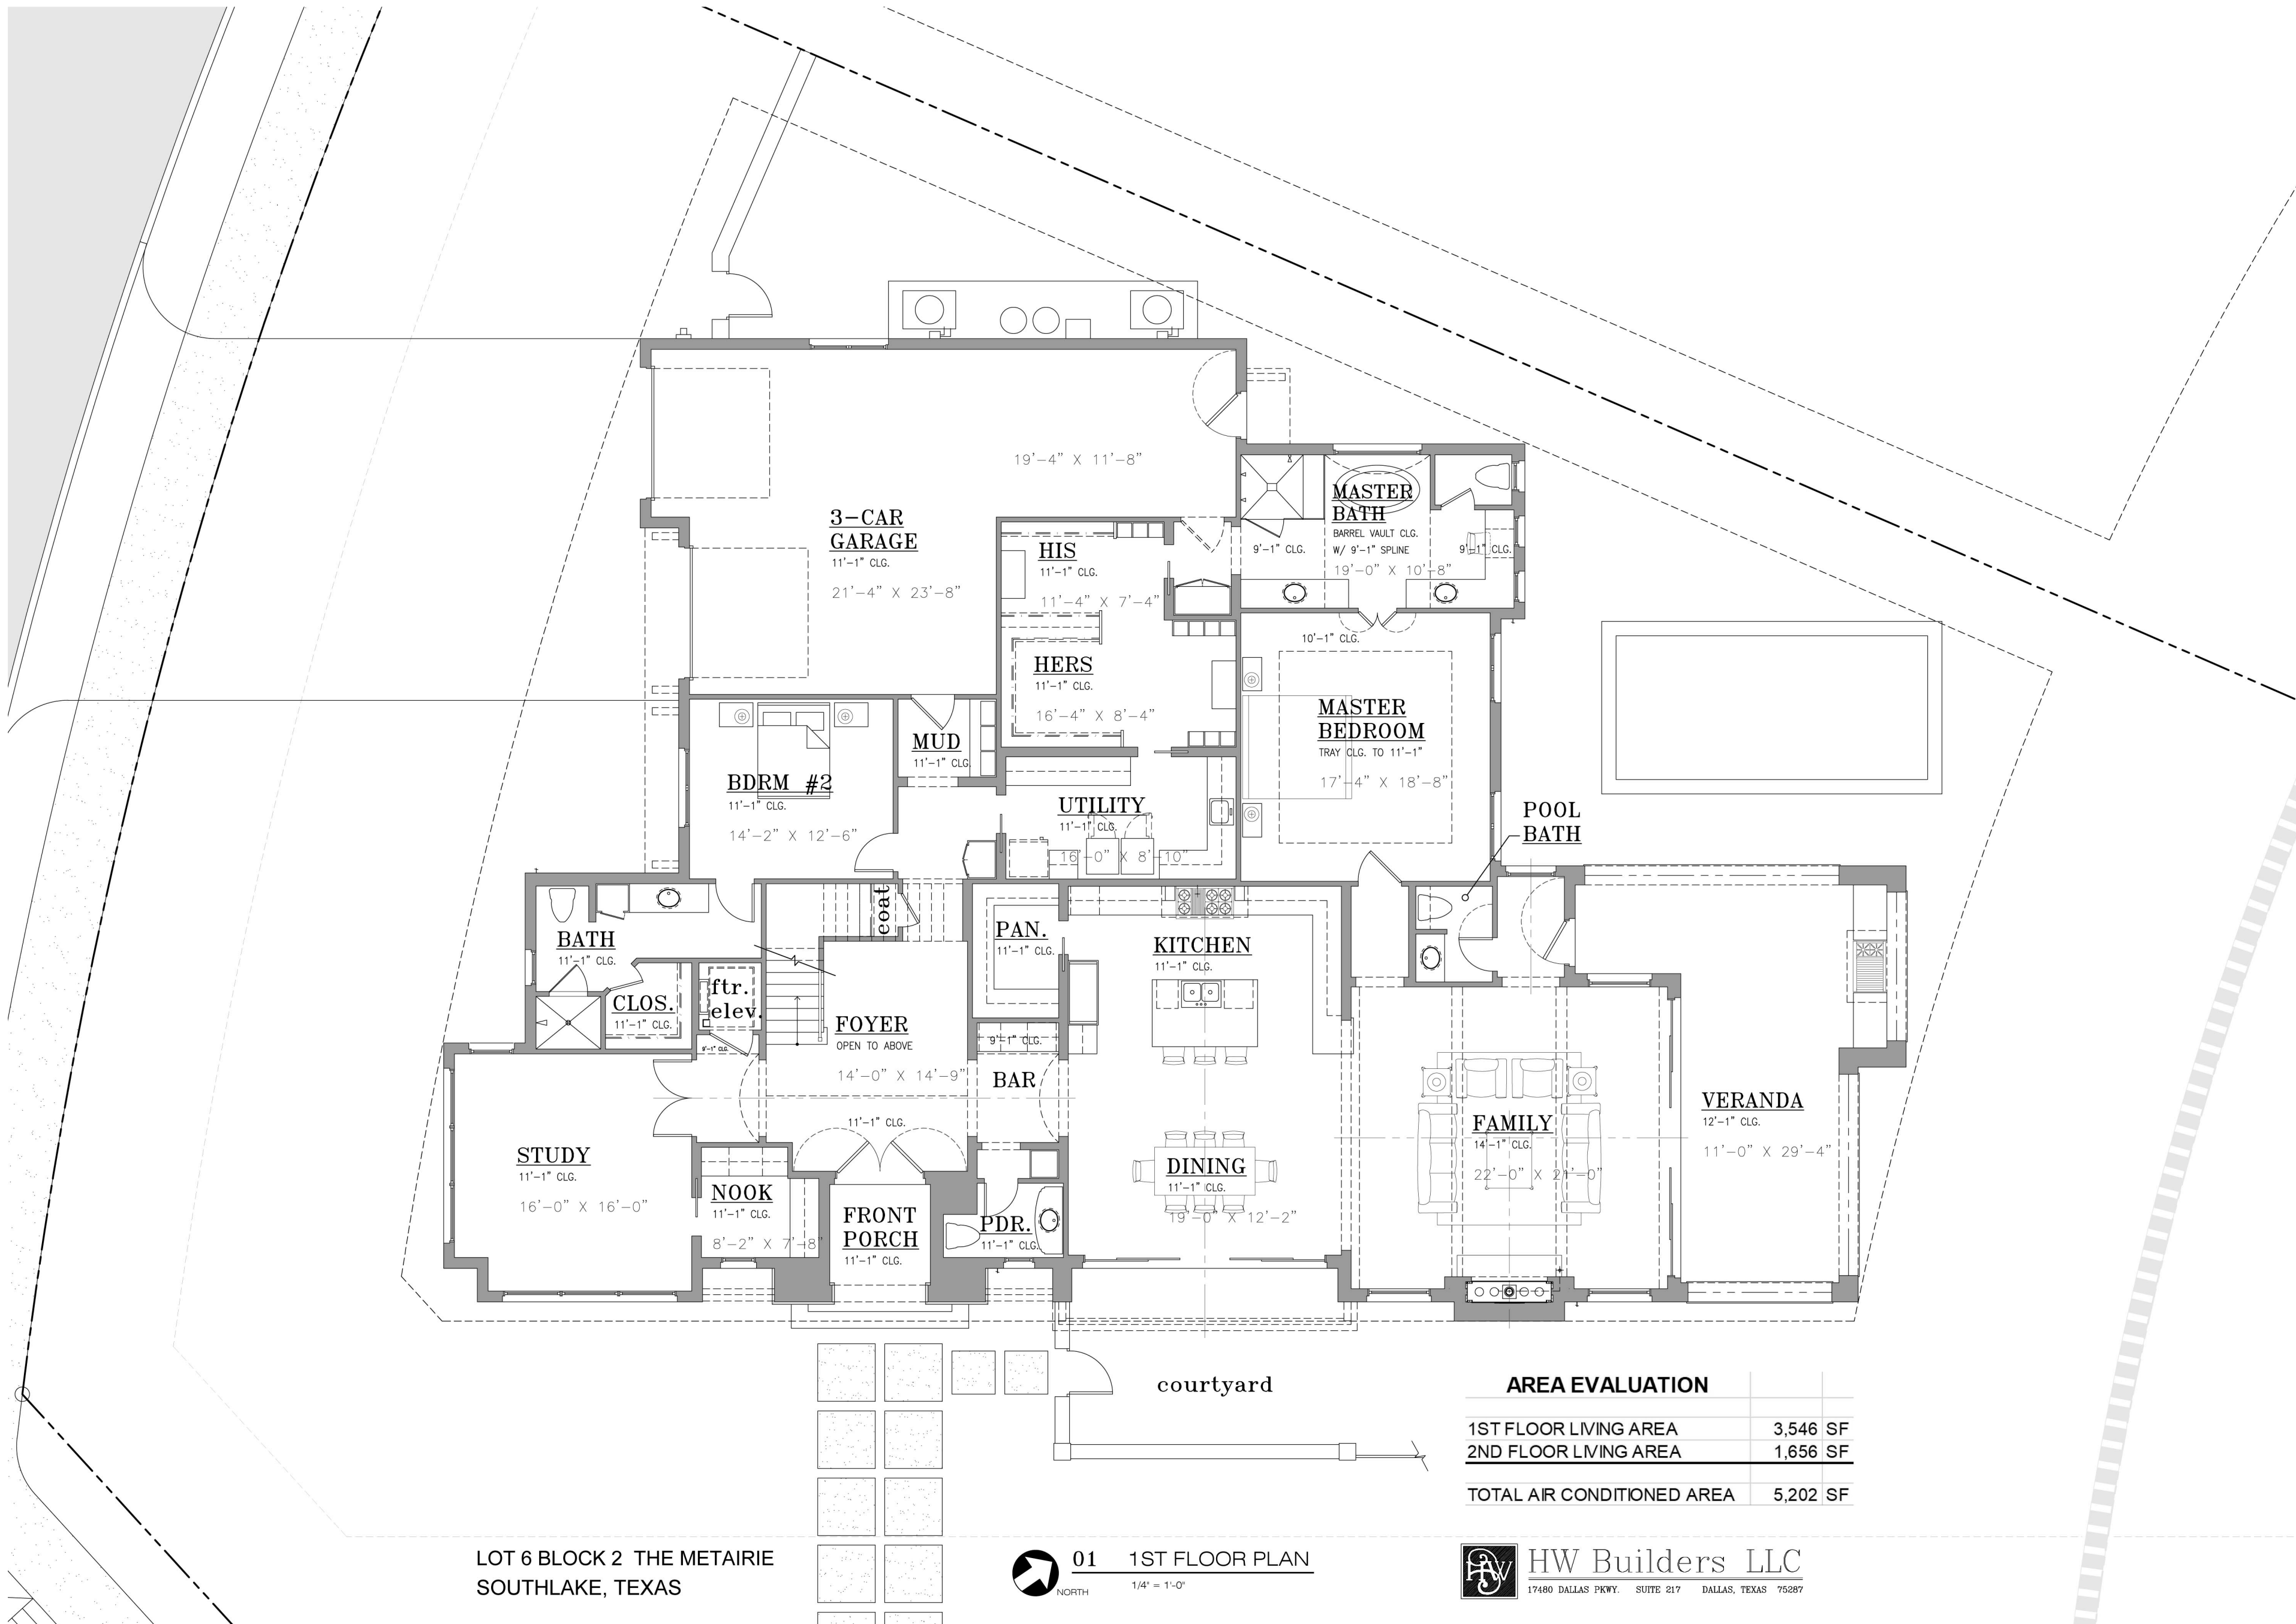 19'-4" X 11'-8"
3-CAR
GARAGE
11'-1" CLG.
21'-4" X 23'-8"
MASTER
BATH
BARREL VAULT CLG.
W/ 9'-1" SPLINE
19'-0" X 10'-8"
9'-1" CLG.
9'-1" CLG.
HIS
11'-1" CLG.
11'-4" X 7'-4"
HERS
11'-1" CLG.
16'-4" X 8'-4"
10'-1" CLG.
MASTER
BEDROOM
TRAY CLG. TO 11'-1"
17'-4" X 18'-8"
MUD
11'-1" CLG.
BDRM #2
11'-1" CLG.
14'-2" X 12'-6"
UTILITY
11'-1" CLG.
16'-0" X 8'-10"
POOL
BATH
coat
BATH
11'-1" CLG.
CLOS.
11'-1" CLG.
ftr.
elev.
9'-1" CLG.
PAN.
11'-1" CLG.
KITCHEN
11'-1" CLG.
FOYER
OPEN TO ABOVE
14'-0" X 14'-9"
11'-1" CLG.
9'-1" CLG.
BAR
STUDY
11'-1" CLG.
16'-0" X 16'-0"
NOOK
11'-1" CLG.
8'-2" X 7'-8"
FRONT
PORCH
11'-1" CLG.
PDR.
11'-1" CLG.
DINING
11'-1" CLG.
19'-0" X 12'-2"
FAMILY
14'-1" CLG.
22'-0" X 21'-0"
VERANDA
12'-1" CLG.
11'-0" X 29'-4"
courtyard
AREA EVALUATION
1ST FLOOR LIVING AREA 3,546 SF
2ND FLOOR LIVING AREA 1,656 SF
TOTAL AIR CONDITIONED AREA 5,202 SF
LOT 6 BLOCK 2 THE METAIRIE
SOUTHLAKE, TEXAS
NORTH
01 1ST FLOOR PLAN
1/4" = 1'-0"
HW
HW Builders LLC
17480 DALLAS PKWY. SUITE 217 DALLAS, TEXAS 75287